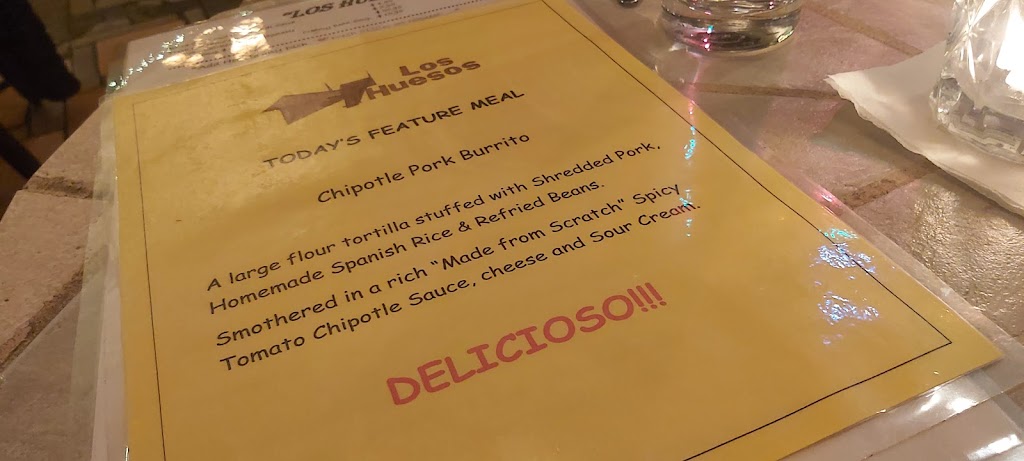 "LOS
Los
Huesos
TODAY'S FEATURE MEAL
Chipotle Pork Burrito
A large flour tortilla stuffed with Shredded Pork,
Homemade Spanish Rice & Refried Beans.
Smothered in a rich "Made from Scratch" Spicy
Tomato Chipotle Sauce, cheese and Sour Cream.
DELICIOSO!!!!